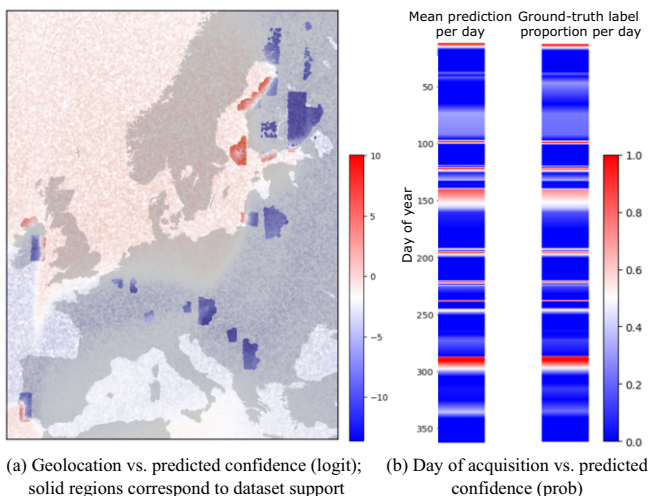 Mean prediction per day
Ground-truth label proportion per day
50
100
150
200
250
300
350
Day of year
10
5
0
−5
−10
1.0
0.8
0.6
0.4
0.2
0.0
(a) Geolocation vs. predicted confidence (logit);
solid regions correspond to dataset support
(b) Day of acquisition vs. predicted
confidence (prob)